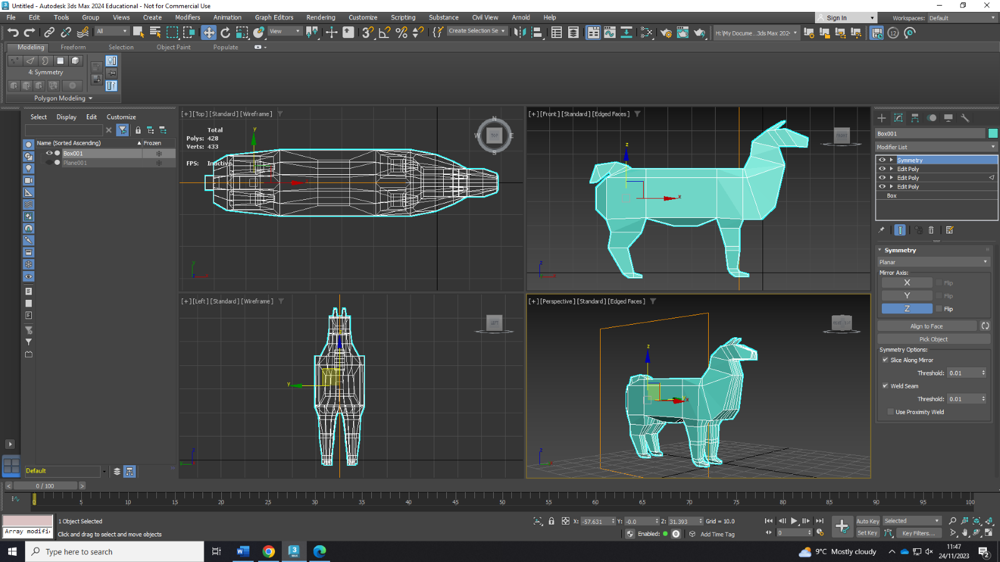 Untitled - Autodesk 3ds Max 2024 Educational - Not for Commercial Use
File Edit Tools Group Views Create Modifiers Animation Graph Editors Rendering Customize Scripting Substance Civil View Arnold Help
Sign In Workspaces: Default
All View Create Selection Se H:\My Docume...3ds Max 2024
Modeling Freeform Selection Object Paint Populate
4: Symmetry
Polygon Modeling
Select Display Edit Customize
Name (Sorted Ascending) Frozen
Box001
Plane001
Default
[+] [Top] [Standard] [Wireframe]
Total
Polys: 428
Verts: 433
FPS: Inactive
N
W TOP E
S
y
x
[+] [Front] [Standard] [Edged Faces]
FRONT
z
x
[+] [Left] [Standard] [Wireframe]
LEFT
y
z
[+] [Perspective] [Standard] [Edged Faces]
FRONT TOP
z
y x
Box001
Modifier List
Symmetry
Edit Poly
Edit Poly
Edit Poly
Box
Symmetry
Planar
Mirror Axis:
X Flip
Y Flip
Z Flip
Align to Face
Pick Object
Symmetry Options:
Slice Along Mirror
Threshold: 0.01
Weld Seam
Threshold: 0.01
Use Proximity Weld
< 0 / 100 >
0 5 10 15 20 25 30 35 40 45 50 55 60 65 70 75 80 85 90 95 100
1 Object Selected
Array modifi
Click and drag to select and move objects
X: -57.631 Y: -0.0 Z: 31.393 Grid = 10.0
Enabled: 0 Add Time Tag
0
Auto Key Selected
Set Key Key Filters...
Type here to search
9°C Mostly cloudy
11:47
24/11/2023
2